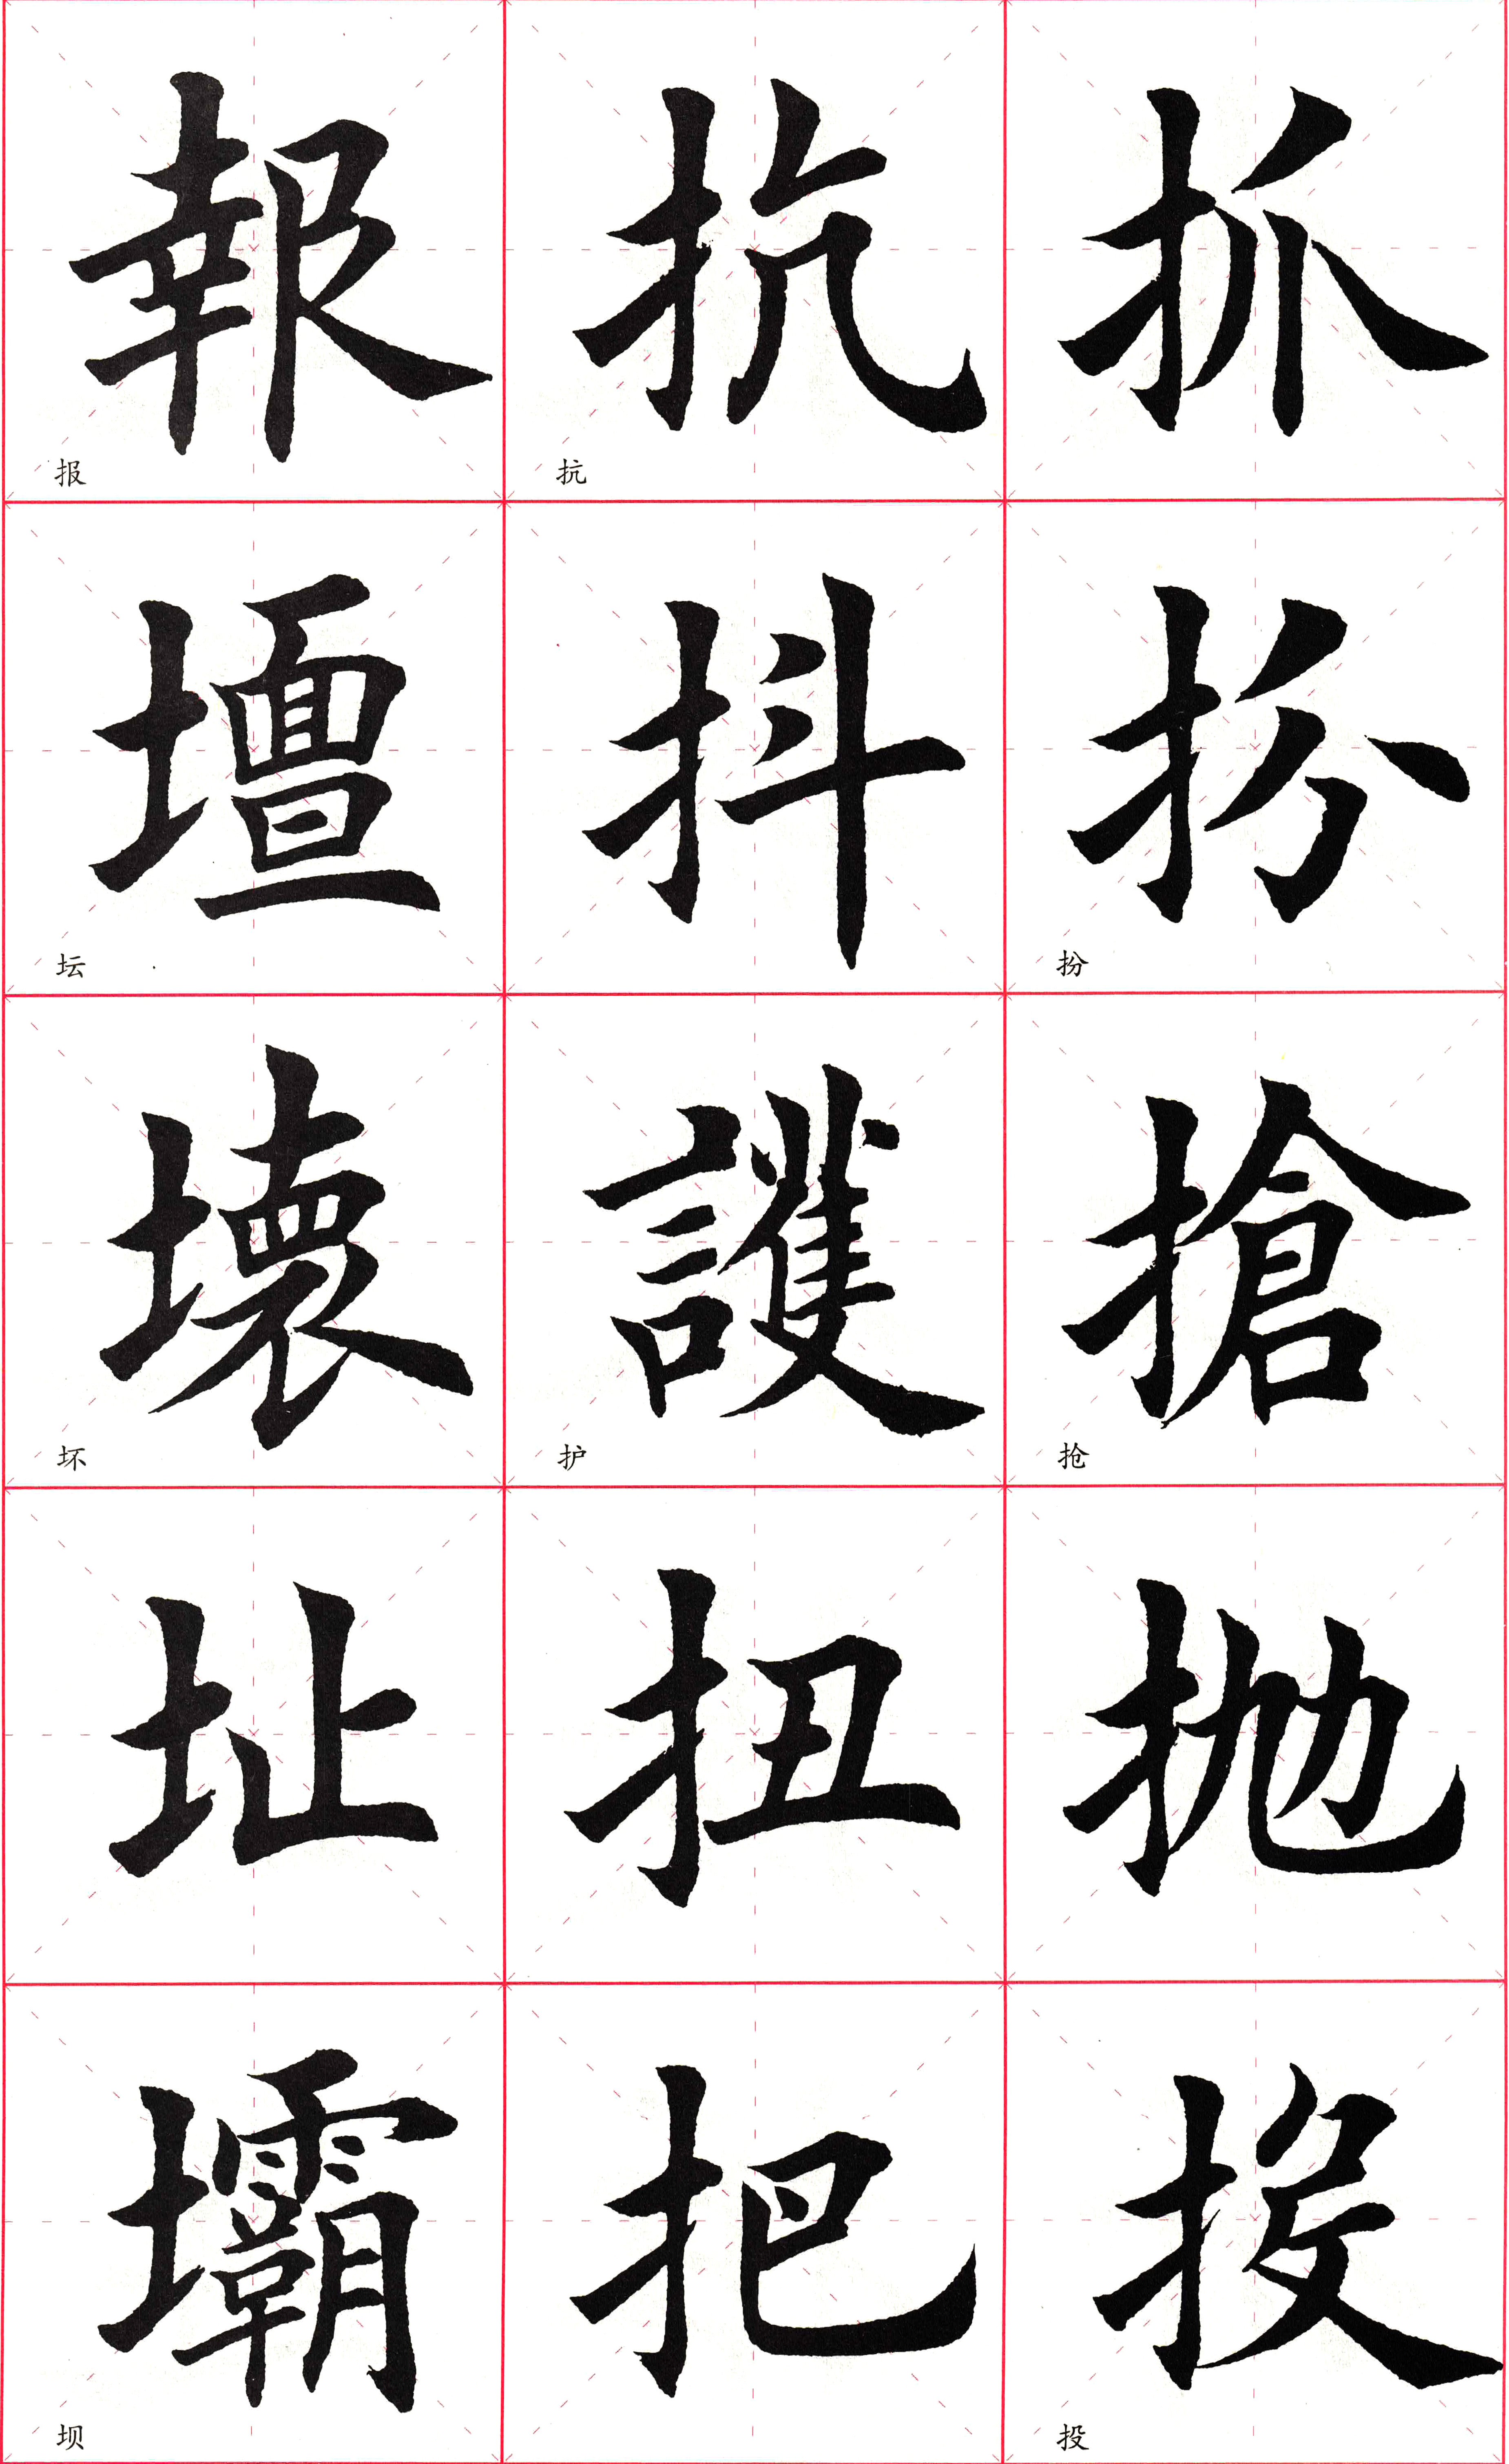 報 抗 抓
报 抗
壇 抖 扮
坛 扮
壞 護 搶
坏 护 抢
址 扭 拋
壩 把 投
坝 投